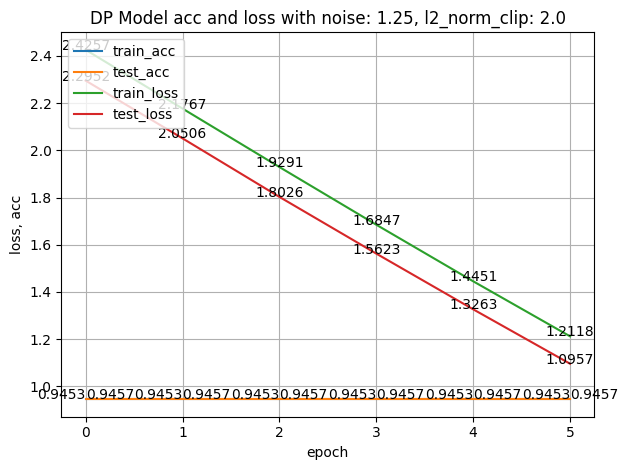 DP Model acc and loss with noise: 1.25, l2_norm_clip: 2.0
train_acc
test_acc
train_loss
test_loss
2.4257
2.2952
2.1767
2.0506
1.9291
1.8026
1.6847
1.5623
1.4451
1.3263
1.2118
1.0957
0.9453 0.9457 0.9453 0.9457 0.9453 0.9457 0.9453 0.9457 0.9453 0.9457 0.9453 0.9457
2.4
2.2
2.0
1.8
1.6
1.4
1.2
1.0
loss, acc
0 1 2 3 4 5
epoch